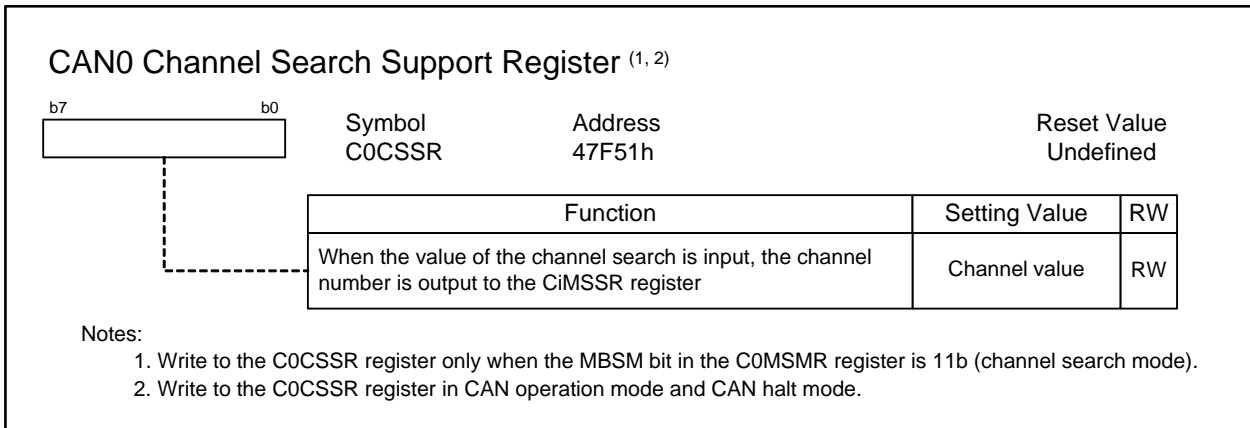 CAN0 Channel Search Support Register (1, 2)
b7 b0
Symbol Address Reset Value
C0CSSR 47F51h Undefined
Function Setting Value RW
When the value of the channel search is input, the channel
number is output to the CiMSSR register
Channel value RW
Notes:
1. Write to the C0CSSR register only when the MBSM bit in the C0MSMR register is 11b (channel search mode).
2. Write to the C0CSSR register in CAN operation mode and CAN halt mode.